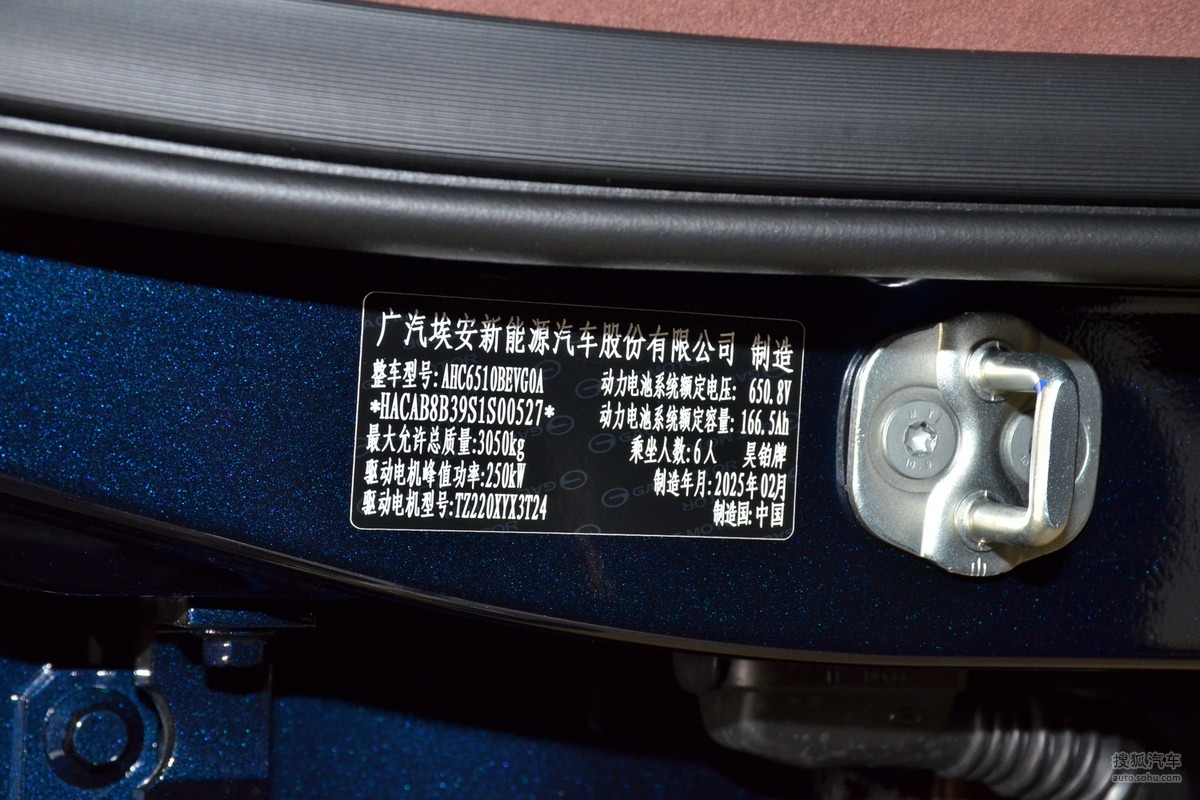 广汽埃安新能源汽车股份有限公司 制造
整车型号:AHC6510BEVG0A 动力电池系统额定电压: 650.8V
*HACAB8B39S1S00527* 动力电池系统额定容量:166.5Ah
最大允许总质量:3050kg 乘坐人数:6人 昊铂牌
驱动电机峰值功率:250kW 制造年月:2025年02月
驱动电机型号:TZ220XYX3T24 制造国:中国
10.9
搜狐汽车
auto.sohu.com